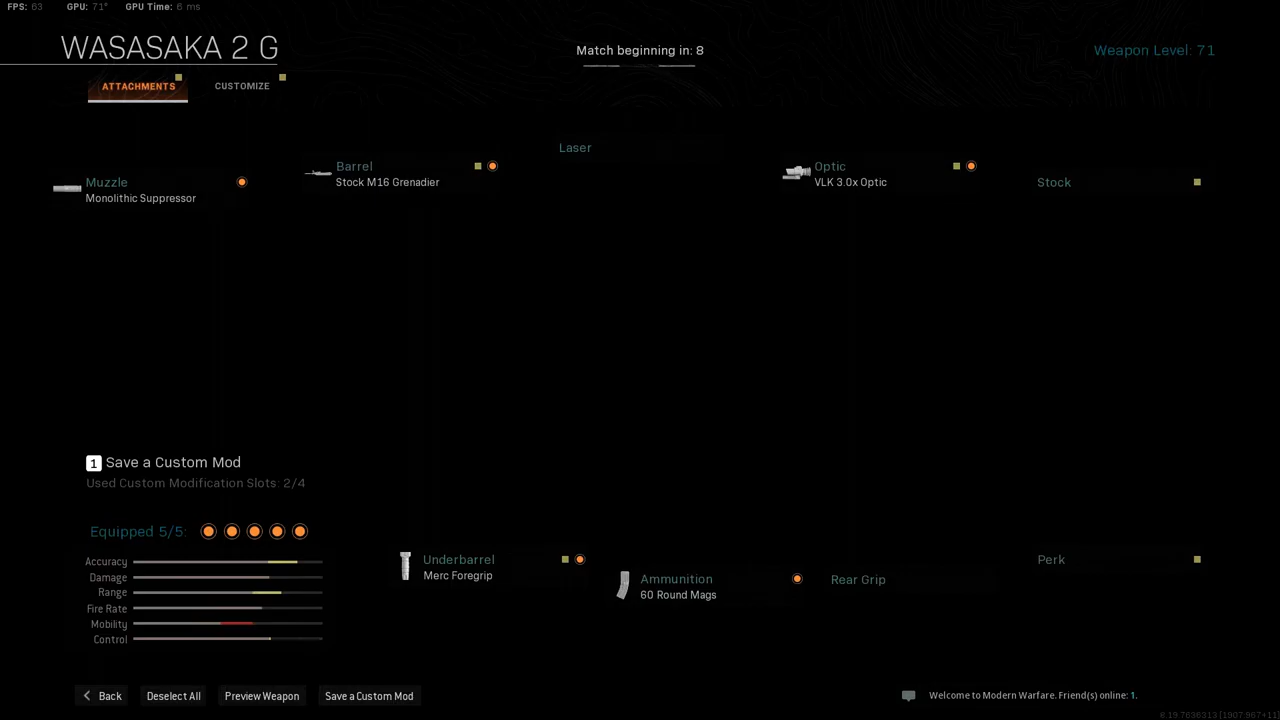 FPS: 63 GPU: 71° GPU Time: 6 ms
WASASAKA 2 G
Match beginning in: 8
Weapon Level: 71
ATTACHMENTS CUSTOMIZE
Laser
Barrel
Stock M16 Grenadier
Optic
VLK 3.0x Optic
Muzzle
Monolithic Suppressor
Stock
1 Save a Custom Mod
Used Custom Modification Slots: 2/4
Equipped 5/5:
Accuracy
Damage
Range
Fire Rate
Mobility
Control
Underbarrel
Merc Foregrip
Ammunition
60 Round Mags
Rear Grip
Perk
Back Deselect All Preview Weapon Save a Custom Mod
Welcome to Modern Warfare. Friend(s) online: 1.